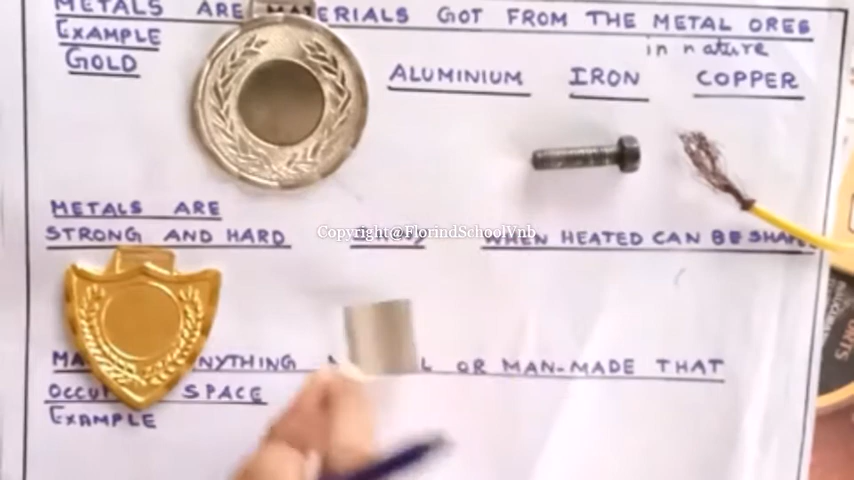 METALS ARE MATERIALS GOT FROM THE METAL ORES
in nature
EXAMPLE
GOLD
ALUMINIUM IRON COPPER
METALS ARE
STRONG AND HARD WHEN HEATED CAN BE
Copyright@FlorindSchoolVnb
OR MAN-MADE THAT
SPACE
EXAMPLE